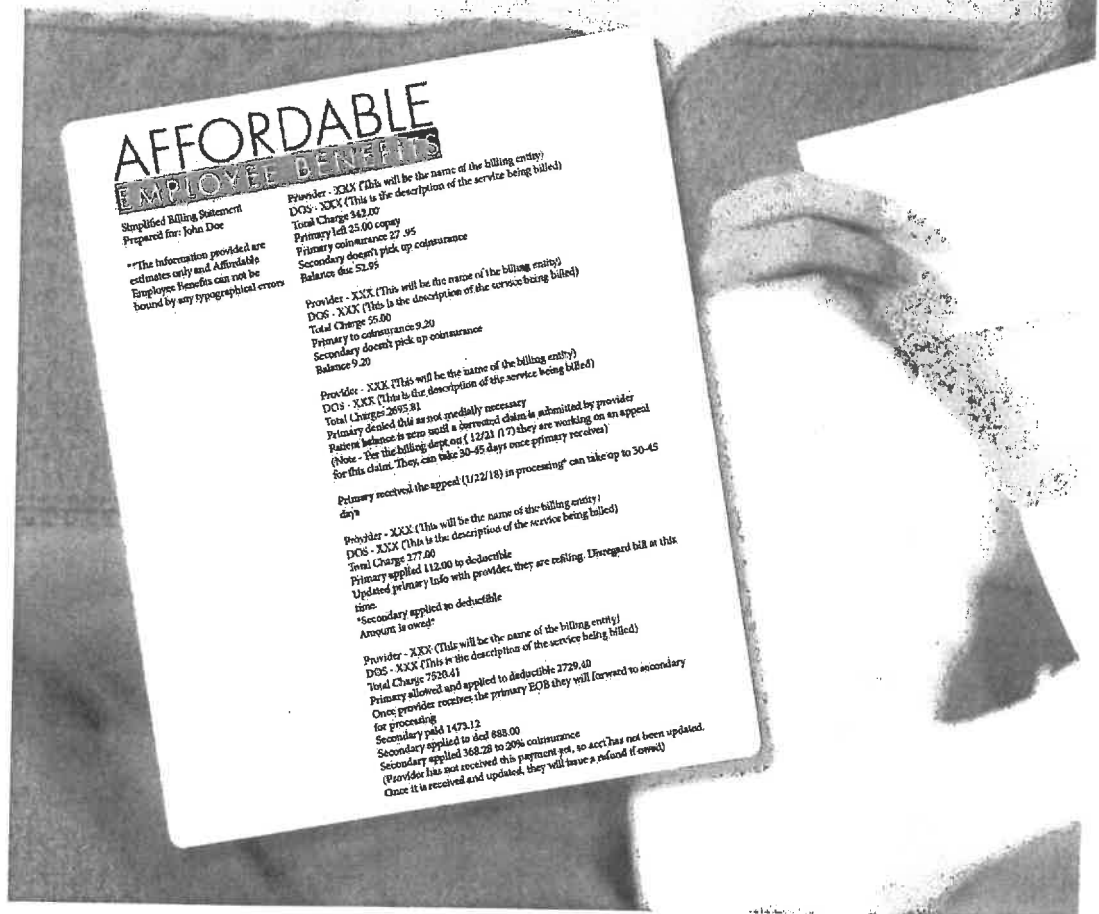 AFFORDABLE
EMPLOYEE BENEFITS
Simplified Billing Statement
Prepared for: John Doe
**The information provided are
estimates only and Affordable
Employee Benefits can not be
bound by any typographical errors
Provider - XXX (This will be the name of the billing entity)
DOS - XXX (This is the description of the service being billed)
Total Charge 342.00
Primary left 25.00 copay
Primary coinsurance 27.95
Secondary doesn't pick up coinsurance
Balance due 52.95
Provider - XXX (This will be the name of the billing entity)
DOS - XXX (This is the description of the service being billed)
Total Charge 55.00
Primary to coinsurance 9.20
Secondary doesn't pick up coinsurance
Balance 9.20
Provider - XXX (This will be the name of the billing entity)
DOS - XXX (This is the description of the service being billed)
Total Charges 2695.81
Primary denied this as not medially necessary
Patient balance is zero until a corrected claim is submitted by provider
(Note - Per the billing dept on ( 12/21 /17) they are working on an appeal
for this claim. They, can take 30-45 days once primary receives)
Primary received the appeal (1/22/18) in processing* can take up to 30-45
days
Provider - XXX (This will be the name of the billing entity)
DOS - XXX (This is the description of the service being billed)
Total Charge 277.00
Primary applied 112.00 to deductible
Updated primary info with provider, they are refiling. Disregard bill at this
time.
*Secondary applied to deductible
Amount is owed*
Provider - XXX (This will be the name of the billing entity)
DOS - XXX (This is the description of the service being billed)
Total Charge 7520.41
Primary allowed and applied to deductible 2729.40
Once provider receives the primary EOB they will forward to secondary
for processing
Secondary paid 1473.12
Secondary applied to ded 888.00
Secondary applied 368.28 to 20% coinsurance
(Provider has not received this payment yet, so acct has not been updated.
Once it is received and updated, they will issue a refund if owed)